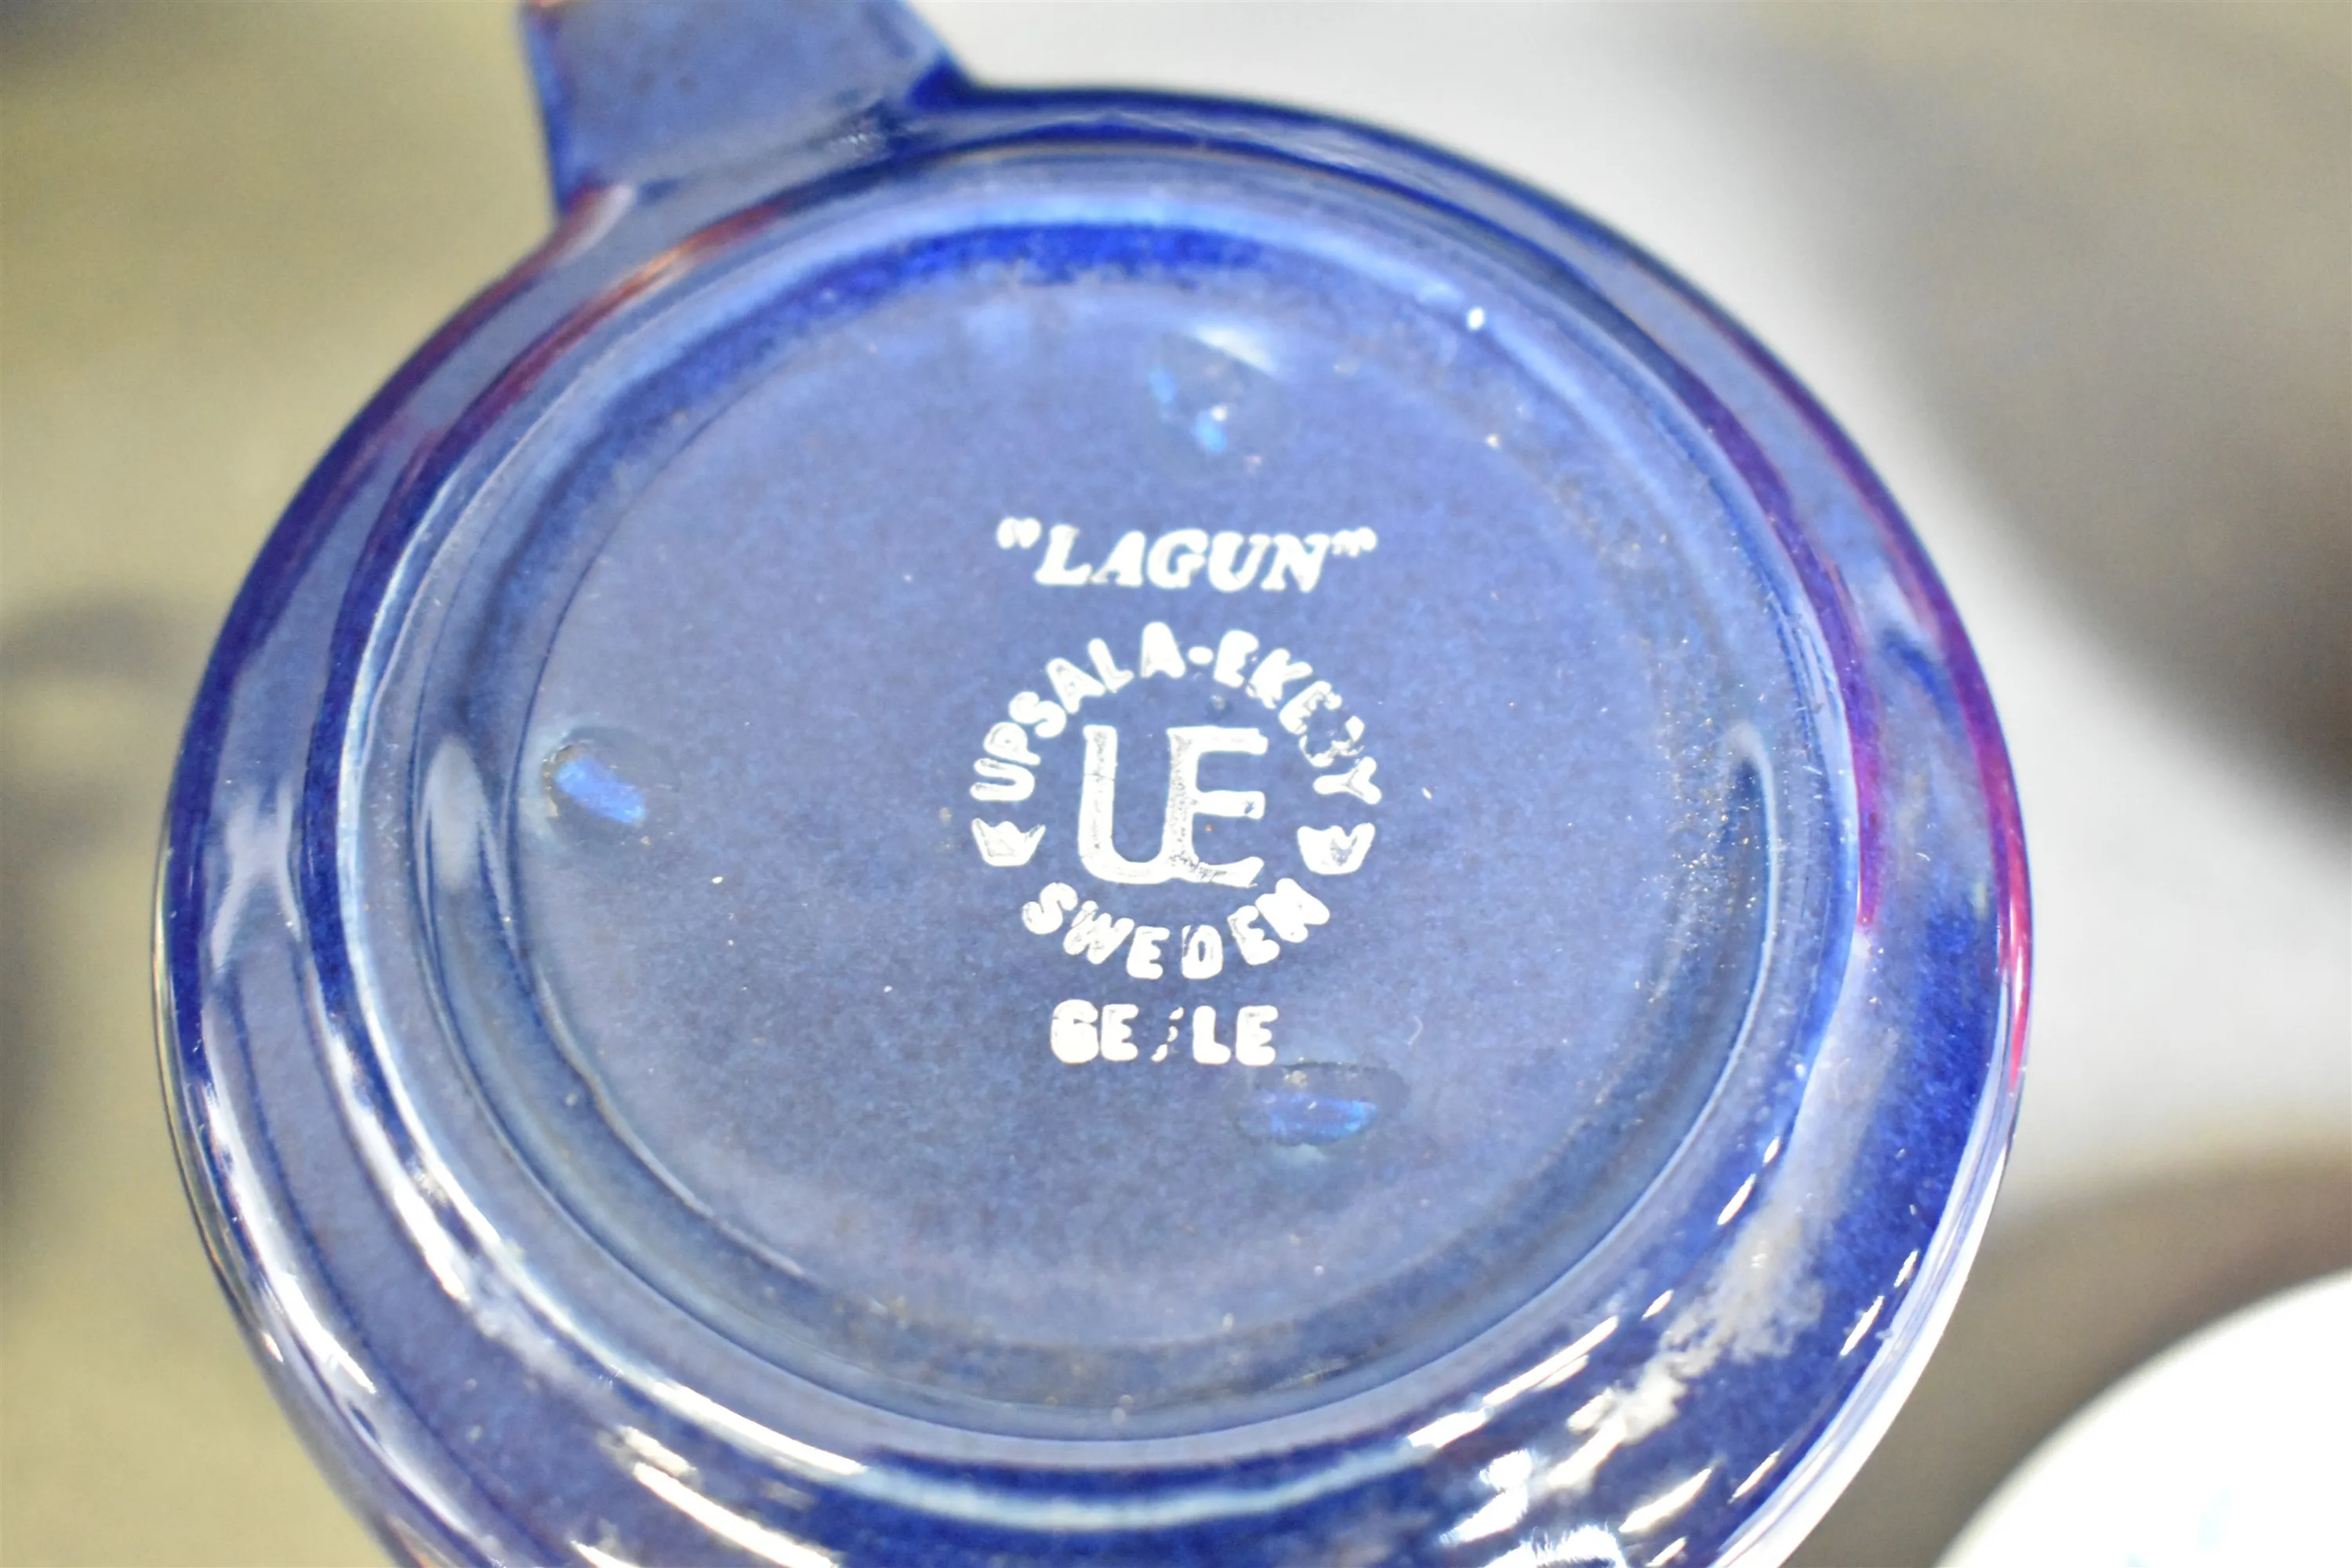 "LAGUN"
UPSALA-EKEBY
UE
SWEDEN
GEFLE